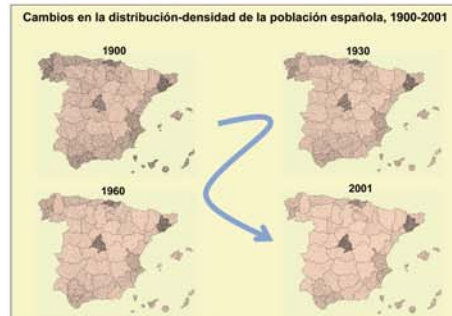 Cambios en la distribución-densidad de la población española, 1900-2001
1900
1930
1960
2001